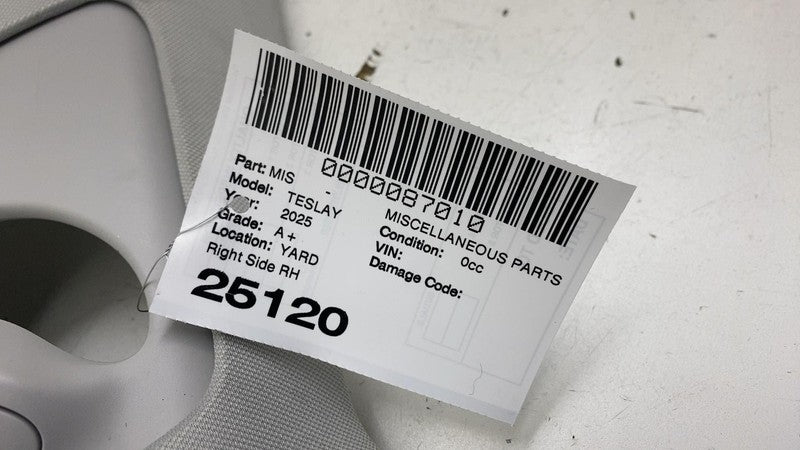 0000087010
Part: MIS - MISCELLANEOUS PARTS
Model: TESLAY Condition: 0cc
Year: 2025 VIN:
Grade: A+ Damage Code:
Location: YARD
Right Side RH
25120